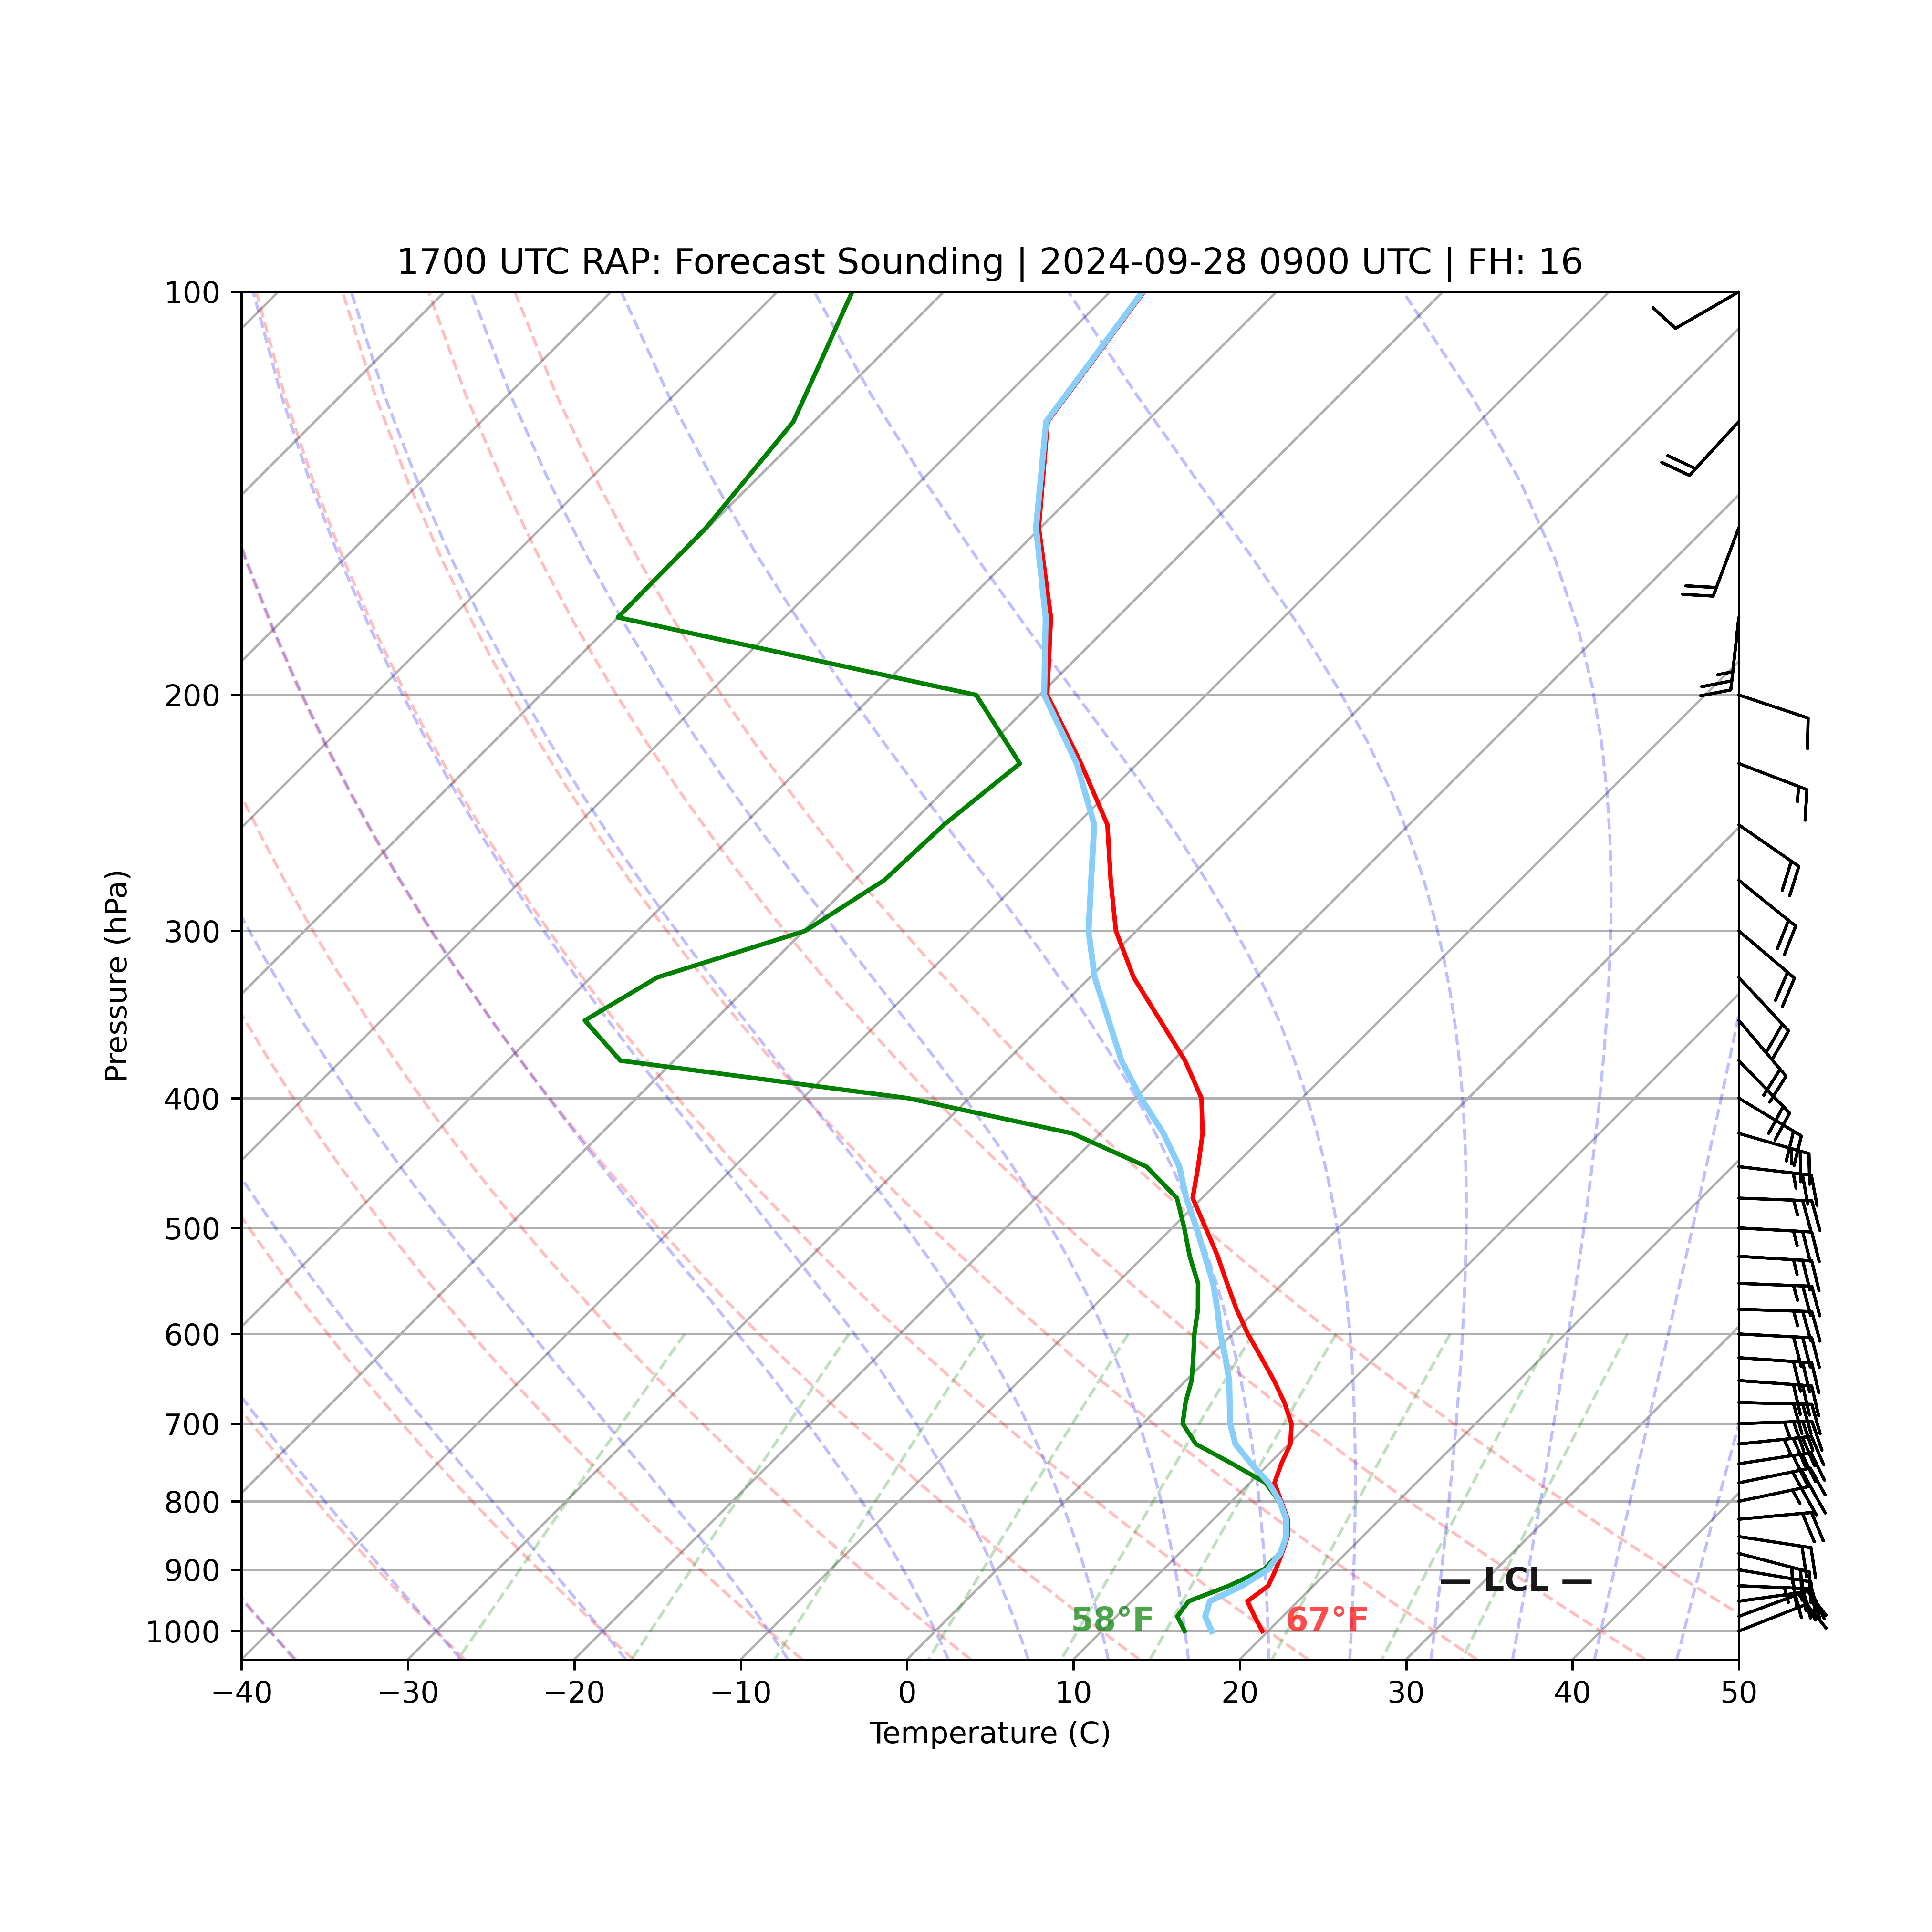 1700 UTC RAP: Forecast Sounding | 2024-09-28 0900 UTC | FH: 16
100
200
300
400
500
600
700
800
900
1000
Pressure (hPa)
— LCL —
58°F
67°F
−40 −30 −20 −10 0 10 20 30 40 50
Temperature (C)